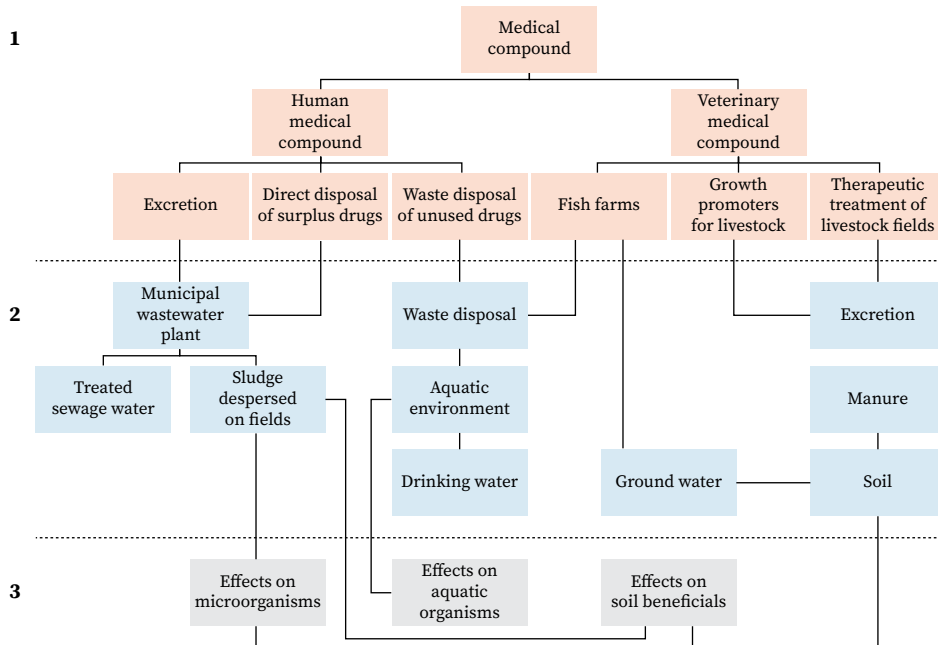 1
Medical
compound
Human
medical
compound
Veterinary
medical
compound
Excretion
Direct disposal
of surplus drugs
Waste disposal
of unused drugs
Fish farms
Growth
promoters
for livestock
Therapeutic
treatment of
livestock fields
2
Municipal
wastewater
plant
Waste disposal
Excretion
Treated
sewage water
Sludge
despersed
on fields
Aquatic
environment
Manure
Drinking water
Ground water
Soil
3
Effects on
microorganisms
Effects on
aquatic
organisms
Effects on
soil beneficials